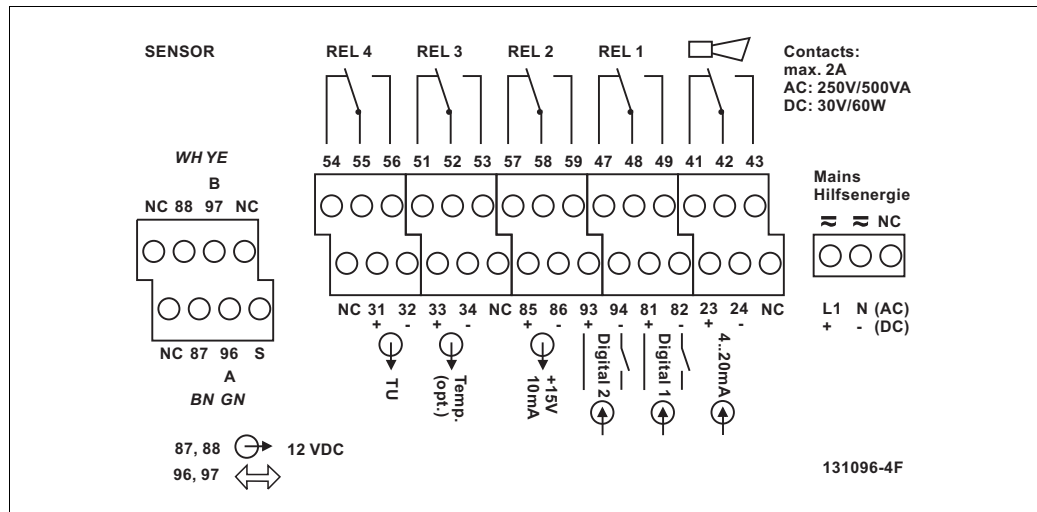 SENSOR REL 4 REL 3 REL 2 REL 1
Contacts:
max. 2A
AC: 250V/500VA
DC: 30V/60W
54 55 56 51 52 53 57 58 59 47 48 49 41 42 43
WH YE
B
NC 88 97 NC
Mains
Hilfsenergie
NC
NC 31 32 33 34 NC 85 86 93 94 81 82 23 24 NC
+ - + - + - + - + - + -
L1 N (AC)
+ - (DC)
NC 87 96 S
A
BN GN
TU
Temp.
(opt.)
+15V
10mA
Digital 2
Digital 1
4..20mA
87, 88 12 VDC
96, 97
131096-4F